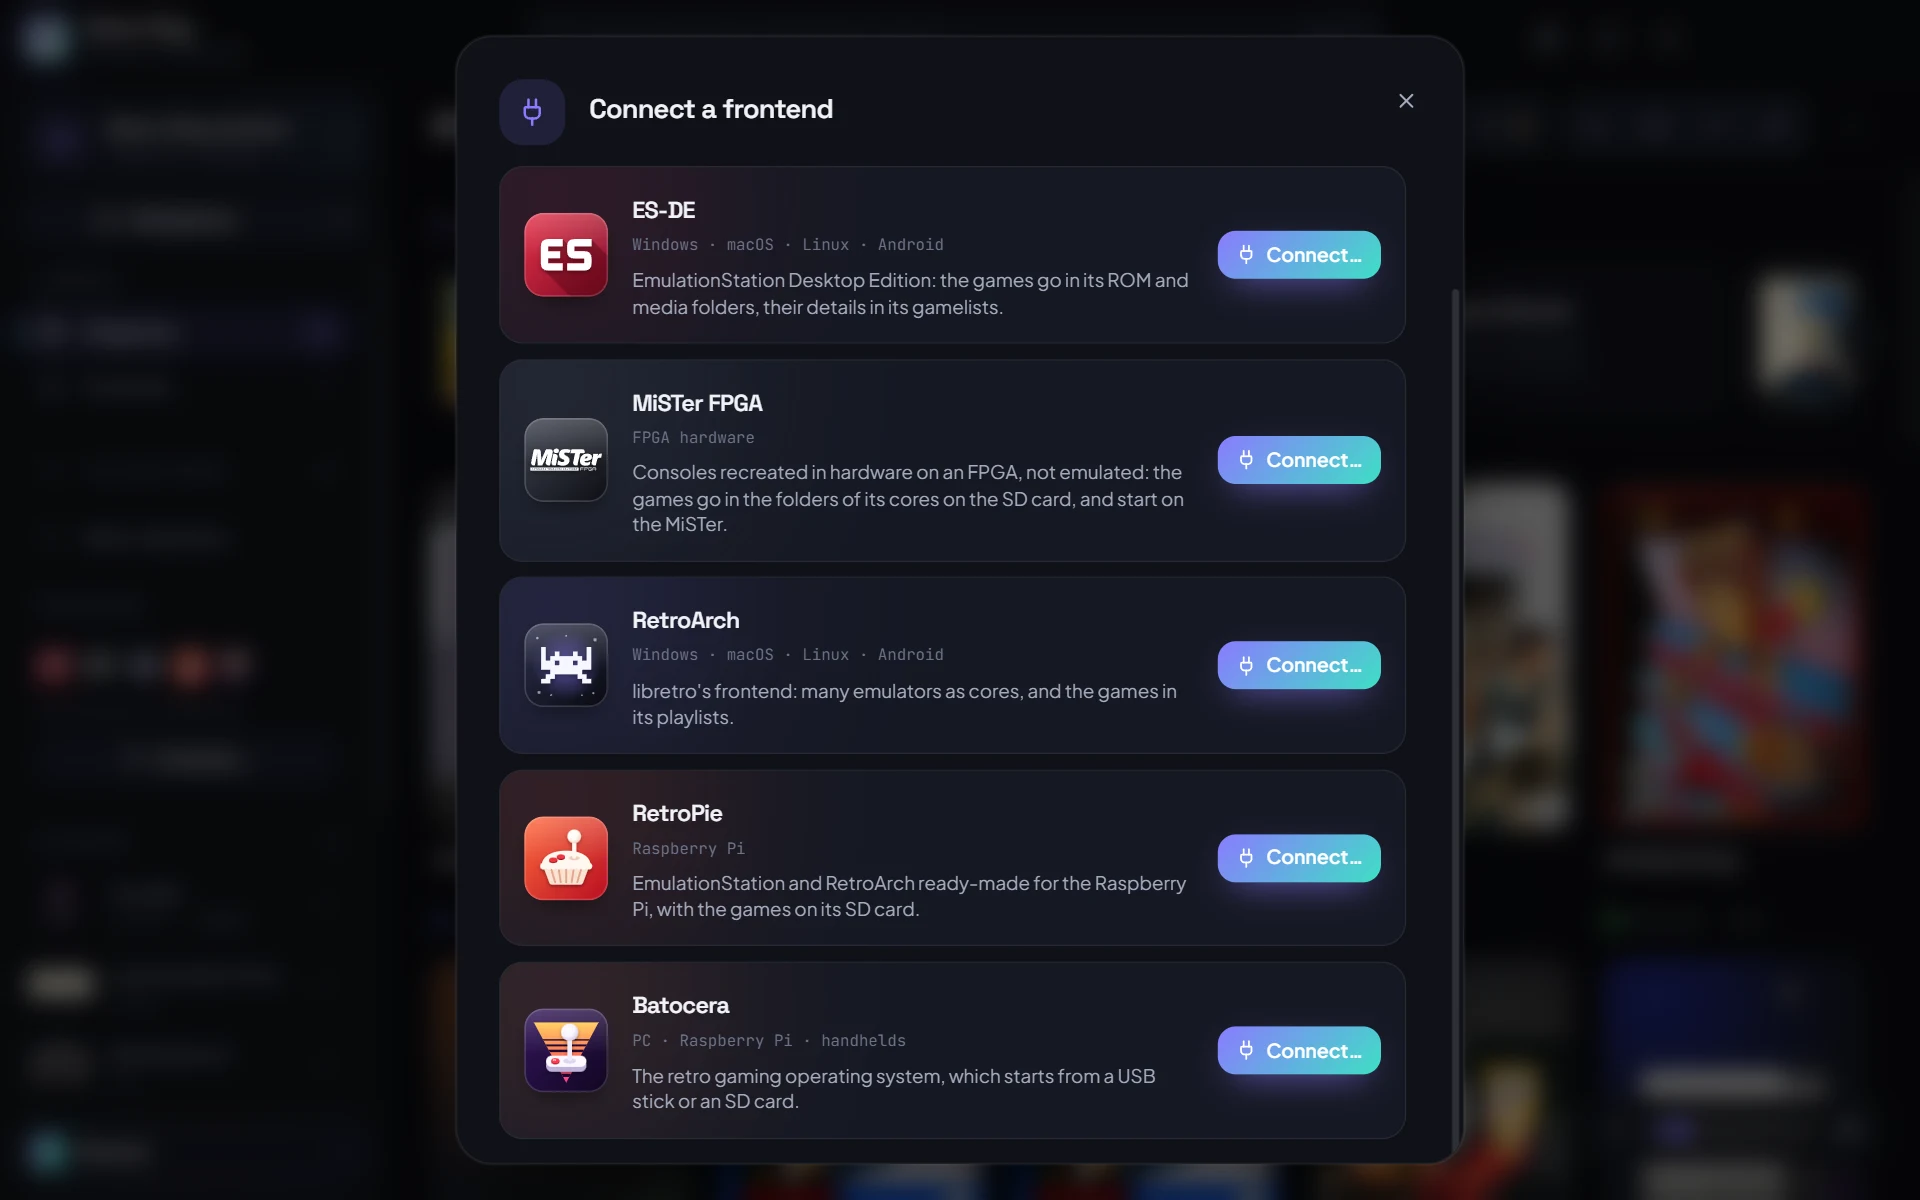 Connect a frontend
ES
ES-DE
Windows · macOS · Linux · Android
EmulationStation Desktop Edition: the games go in its ROM and
media folders, their details in its gamelists.
Connect…
MiSTer
FPGA
MiSTer FPGA
FPGA hardware
Consoles recreated in hardware on an FPGA, not emulated: the
games go in the folders of its cores on the SD card, and start on
the MiSTer.
Connect…
RetroArch
Windows · macOS · Linux · Android
libretro's frontend: many emulators as cores, and the games in
its playlists.
Connect…
RetroPie
Raspberry Pi
EmulationStation and RetroArch ready-made for the Raspberry
Pi, with the games on its SD card.
Connect…
Batocera
PC · Raspberry Pi · handhelds
The retro gaming operating system, which starts from a USB
stick or an SD card.
Connect…